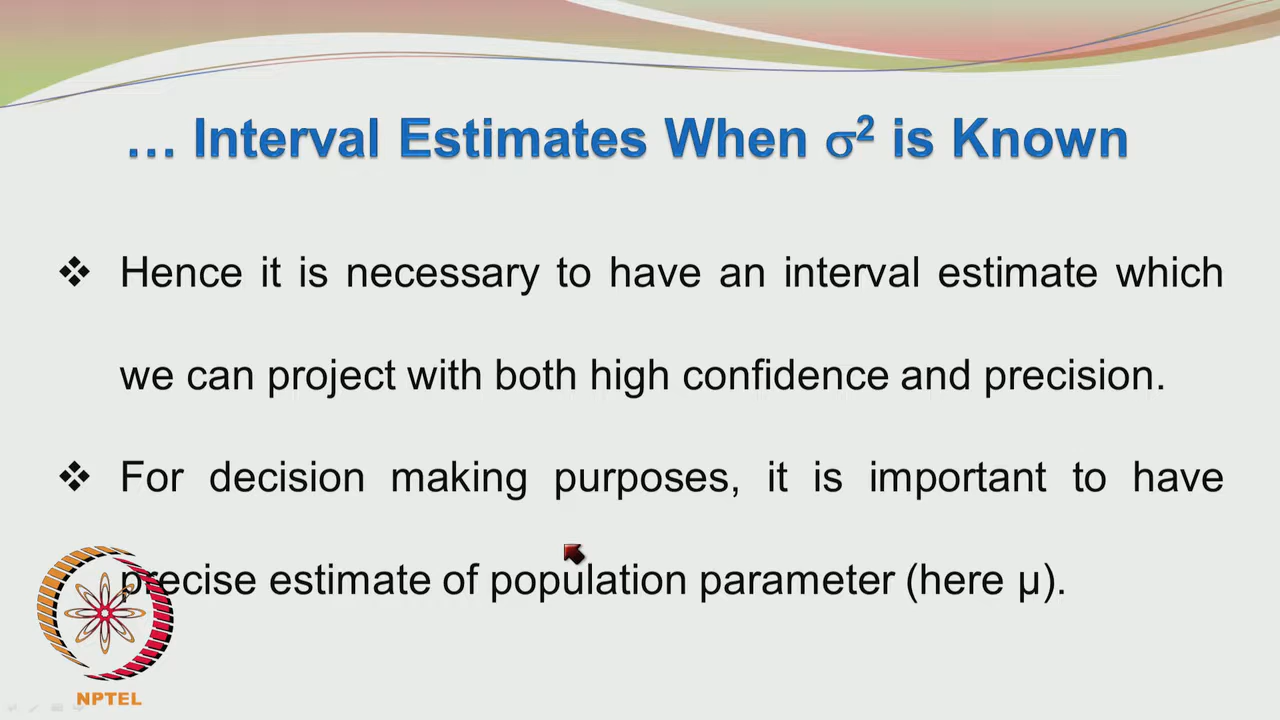 … Interval Estimates When σ² is Known
❖ Hence it is necessary to have an interval estimate which
we can project with both high confidence and precision.
❖ For decision making purposes, it is important to have
precise estimate of population parameter (here µ).
NPTEL